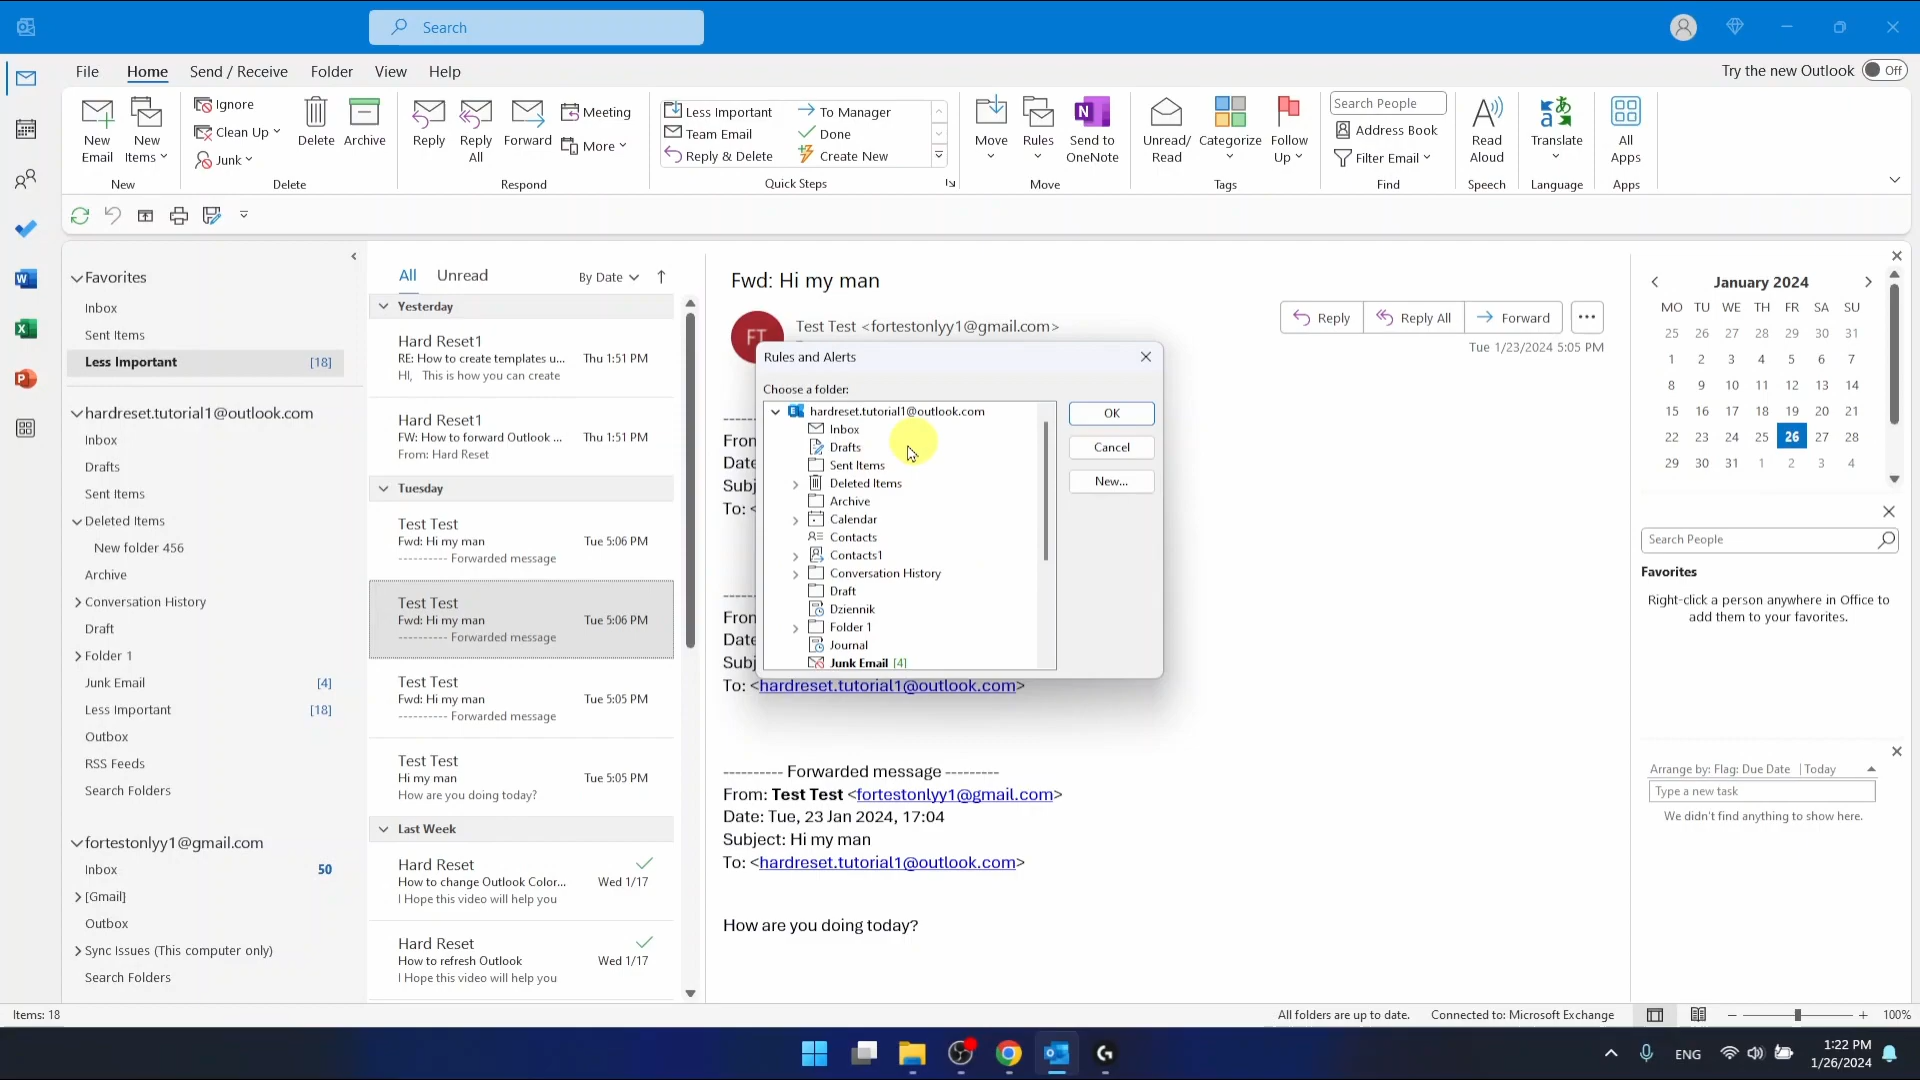 Search
File Home Send / Receive Folder View Help
Try the new Outlook Off
New Email
New Items
New
Ignore
Clean Up
Junk
Delete
Archive
Delete
Reply
Reply All
Forward
Meeting
More
Respond
Less Important
Team Email
Reply & Delete
To Manager
Done
Create New
Quick Steps
Move
Rules
Send to OneNote
Move
Unread/ Read
Categorize
Follow Up
Tags
Search People
Address Book
Filter Email
Find
Read Aloud
Speech
Translate
Language
All Apps
Apps
Favorites
Inbox
Sent Items
Less Important [18]
hardreset.tutorial1@outlook.com
Inbox
Drafts
Sent Items
Deleted Items
New folder 456
Archive
Conversation History
Draft
Folder 1
Junk Email [4]
Less Important [18]
Outbox
RSS Feeds
Search Folders
fortestonlyy1@gmail.com
Inbox 50
[Gmail]
Outbox
Sync Issues (This computer only)
Search Folders
All Unread By Date
Yesterday
Hard Reset1
RE: How to create templates u... Thu 1:51 PM
HI, This is how you can create
Hard Reset1
FW: How to forward Outlook ... Thu 1:51 PM
From: Hard Reset
Tuesday
Test Test
Fwd: Hi my man Tue 5:06 PM
---------- Forwarded message
Test Test
Fwd: Hi my man Tue 5:06 PM
---------- Forwarded message
Test Test
Fwd: Hi my man Tue 5:05 PM
---------- Forwarded message
Test Test
Hi my man Tue 5:05 PM
How are you doing today?
Last Week
Hard Reset
How to change Outlook Color... Wed 1/17
I Hope this video will help you
Hard Reset
How to refresh Outlook Wed 1/17
I Hope this video will help you
Fwd: Hi my man
FT
Test Test <fortestonlyy1@gmail.com>
Reply Reply All Forward
Tue 1/23/2024 5:05 PM
Rules and Alerts
Choose a folder:
hardreset.tutorial1@outlook.com
Inbox
Drafts
Sent Items
Deleted Items
Archive
Calendar
Contacts
Contacts1
Conversation History
Draft
Dziennik
Folder 1
Journal
Junk Email [4]
OK
Cancel
New...
To: <hardreset.tutorial1@outlook.com>
---------- Forwarded message ---------
From: Test Test <fortestonlyy1@gmail.com>
Date: Tue, 23 Jan 2024, 17:04
Subject: Hi my man
To: <hardreset.tutorial1@outlook.com>
How are you doing today?
January 2024
MO TU WE TH FR SA SU
25 26 27 28 29 30 31
1 2 3 4 5 6 7
8 9 10 11 12 13 14
15 16 17 18 19 20 21
22 23 24 25 26 27 28
29 30 31 1 2 3 4
Search People
Favorites
Right-click a person anywhere in Office to
add them to your favorites.
Arrange by: Flag: Due Date Today
Type a new task
We didn't find anything to show here.
Items: 18
All folders are up to date. Connected to: Microsoft Exchange 100%
ENG
1:22 PM
1/26/2024